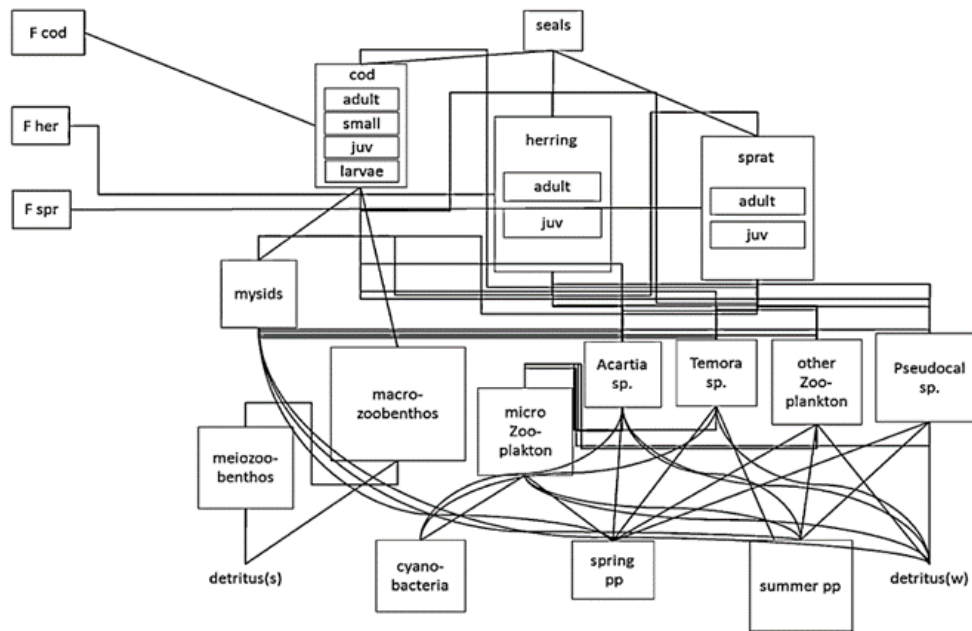 F cod
seals
cod
adult
small
juv
larvae
F her
herring
adult
juv
sprat
adult
juv
F spr
mysids
macro-
zoobenthos
meiozoo-
benthos
micro
Zoo-
plakton
Acartia
sp.
Temora
sp.
other
Zoo-
plankton
Pseudocal
sp.
detritus(s)
cyano-
bacteria
spring
pp
summer pp
detritus(w)